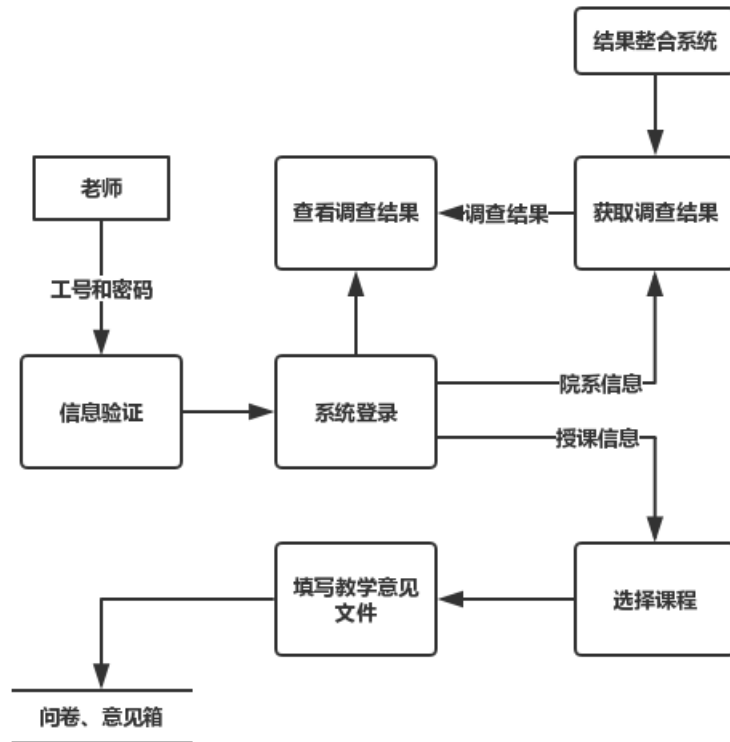 结果整合系统
老师
查看调查结果
调查结果
获取调查结果
工号和密码
信息验证
系统登录
院系信息
授课信息
填写教学意见
文件
选择课程
问卷、意见箱